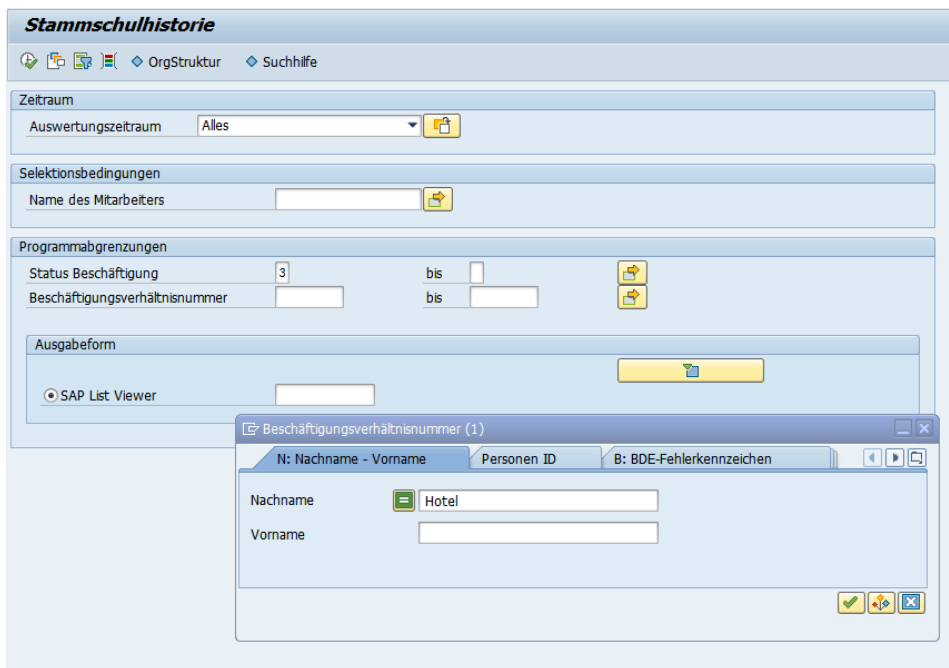 Stammschulhistorie
OrgStruktur Suchhilfe
Zeitraum
Auswertungszeitraum Alles
Selektionsbedingungen
Name des Mitarbeiters
Programmabgrenzungen
Status Beschäftigung 3 bis
Beschäftigungsverhältnisnummer bis
Ausgabeform
SAP List Viewer
Beschäftigungsverhältnisnummer (1)
N: Nachname - Vorname Personen ID B: BDE-Fehlerkennzeichen
Nachname = Hotel
Vorname